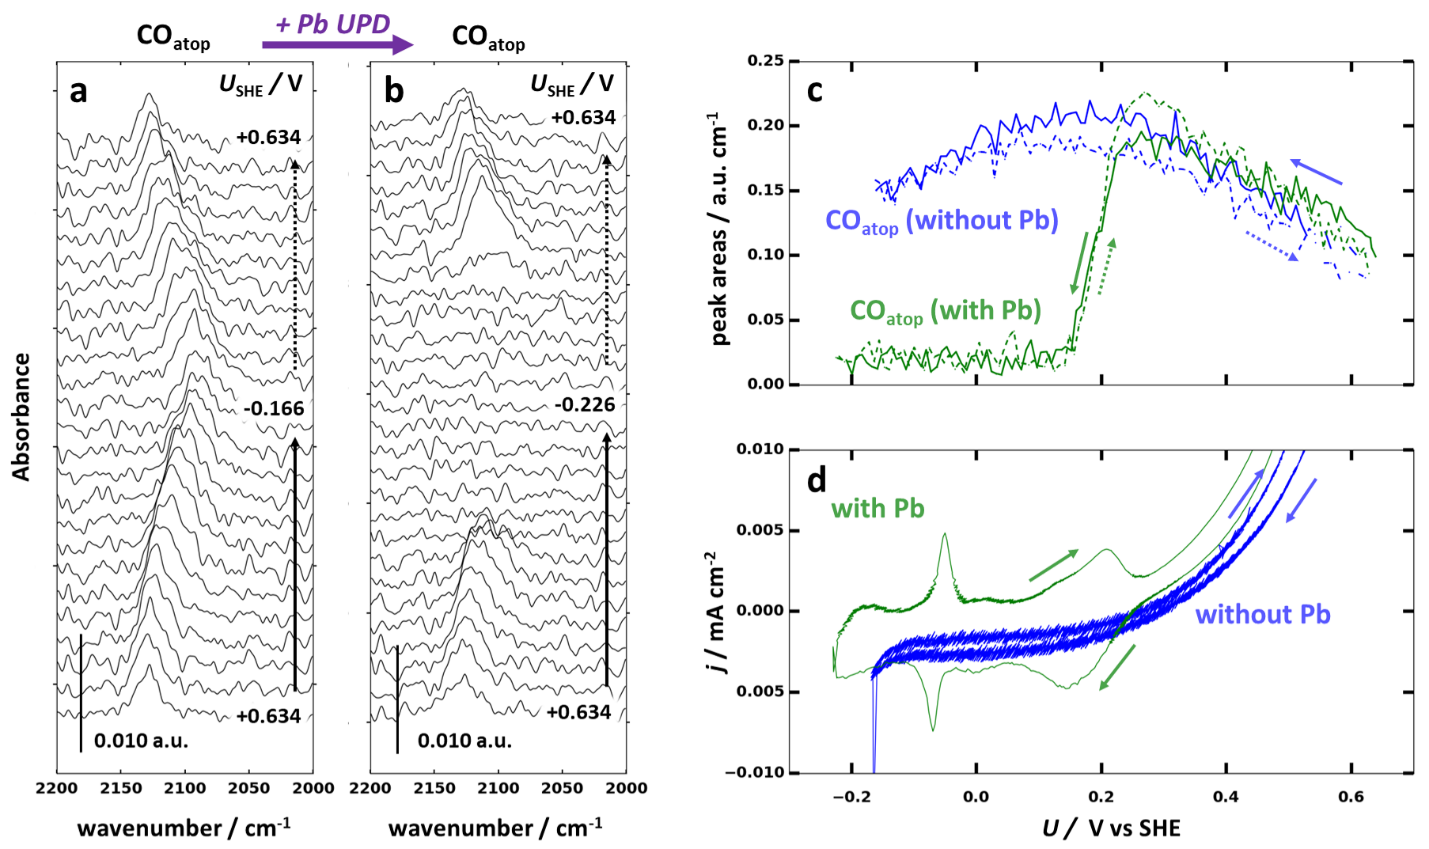 + Pb UPD
COatop
COatop
a
USHE / V
+0.634
-0.166
+0.634
0.010 a.u.
2200
2150
2100
2050
2000
wavenumber / cm-1
Absorbance
b
USHE / V
+0.634
-0.226
+0.634
0.010 a.u.
2200
2150
2100
2050
2000
wavenumber / cm-1
c
0.25
0.20
0.15
0.10
0.05
0.00
peak areas / a.u. cm-1
COatop (without Pb)
COatop (with Pb)
d
0.010
0.005
0.000
0.005
−0.010
j / mA cm-2
with Pb
without Pb
−0.2
0.0
0.2
0.4
0.6
U / V vs SHE